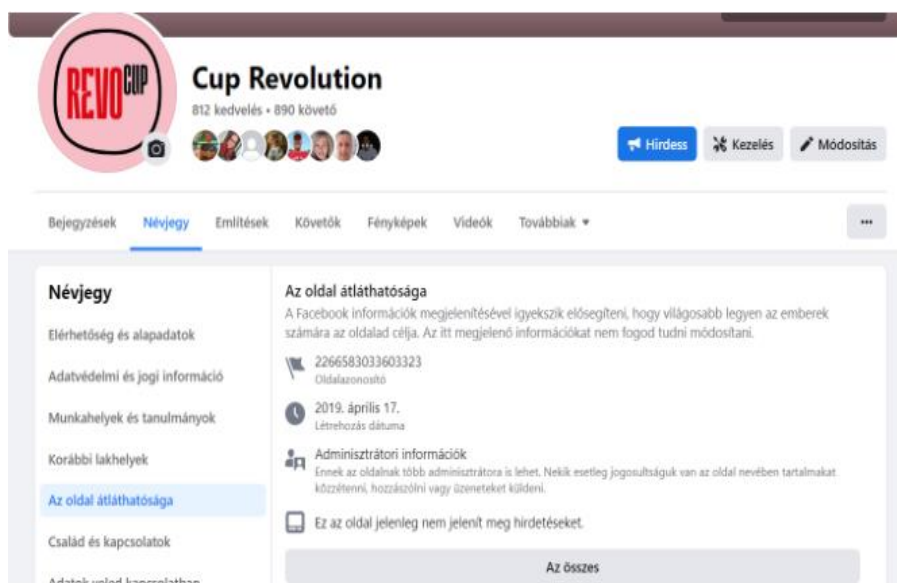 REVOCUP
Cup Revolution
812 kedvelés • 890 követő
Hirdess
Kezelés
Módosítás
Bejegyzések
Névjegy
Említések
Követők
Fényképek
Videók
Továbbiak
Névjegy
Elérhetőség és alapadatok
Adatvédelmi és jogi információ
Munkahelyek és tanulmányok
Korábbi lakhelyek
Az oldal átláthatósága
Család és kapcsolatok
Adatok veled kapcsolatban
Az oldal átláthatósága
A Facebook információk megjelenítésével igyekszik elősegíteni, hogy világosabb legyen az emberek
számára az oldalad célja. Az itt megjelenő információkat nem fogod tudni módosítani.
2266583033603323
Oldalazonosító
2019. április 17.
Létrehozás dátuma
Adminisztrátori információk
Ennek az oldalnak több adminisztrátora is lehet. Nekik esetleg jogosultságuk van az oldal nevében tartalmakat
közzétenni, hozzászólni vagy üzeneteket küldeni.
Ez az oldal jelenleg nem jelenít meg hirdetéseket.
Az összes